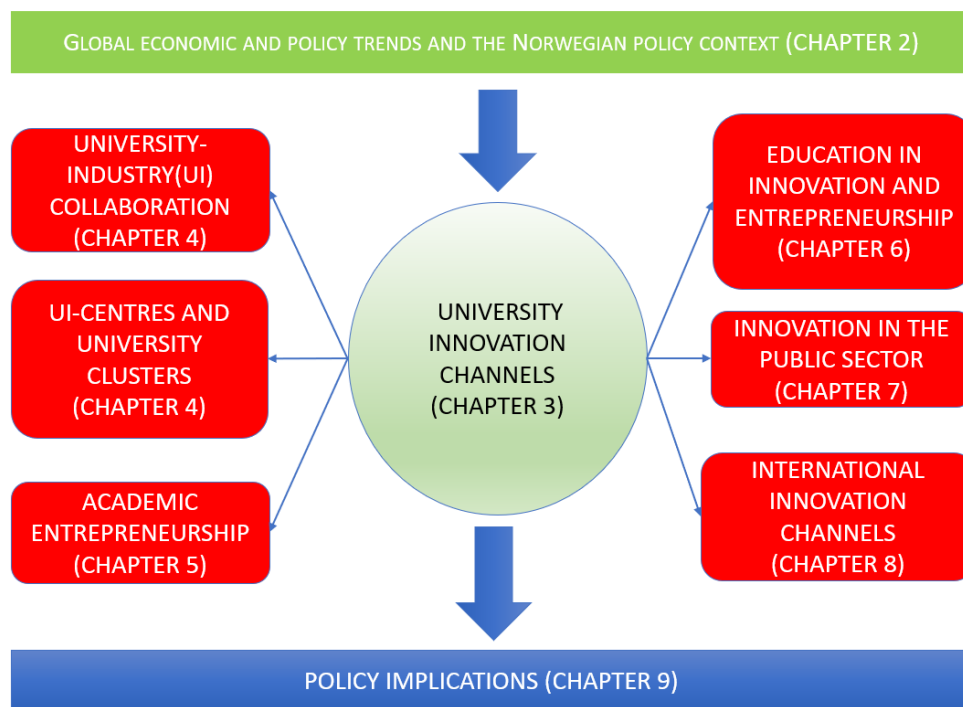 GLOBAL ECONOMIC AND POLICY TRENDS AND THE NORWEGIAN POLICY CONTEXT (CHAPTER 2)
UNIVERSITY-
INDUSTRY(UI)
COLLABORATION
(CHAPTER 4)
UI-CENTRES AND
UNIVERSITY
CLUSTERS
(CHAPTER 4)
ACADEMIC
ENTREPRENEURSHIP
(CHAPTER 5)
UNIVERSITY
INNOVATION
CHANNELS
(CHAPTER 3)
EDUCATION IN
INNOVATION AND
ENTREPRENEURSHIP
(CHAPTER 6)
INNOVATION IN THE
PUBLIC SECTOR
(CHAPTER 7)
INTERNATIONAL
INNOVATION
CHANNELS
(CHAPTER 8)
POLICY IMPLICATIONS (CHAPTER 9)